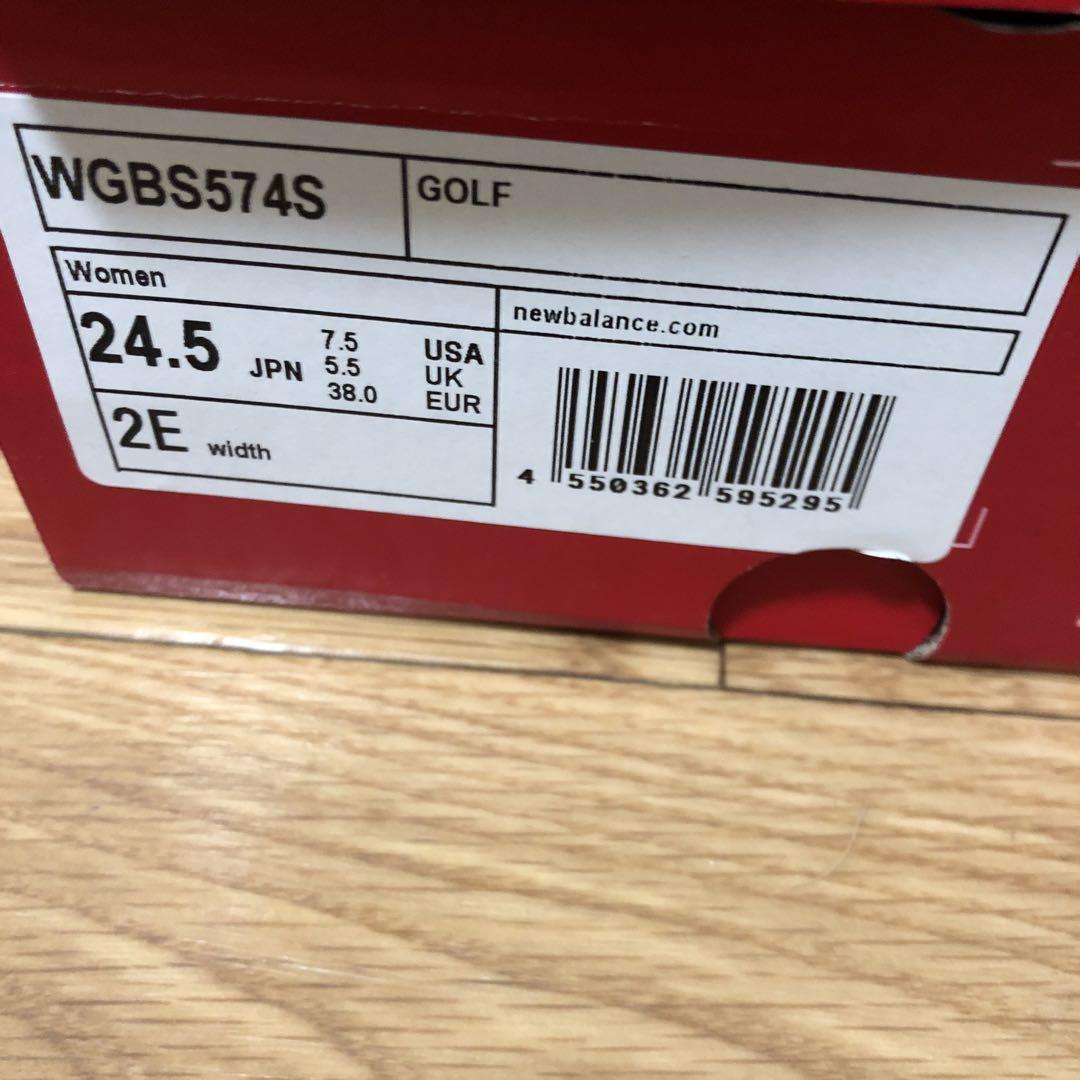 WGBS574S
GOLF
Women
newbalance.com
24.5 JPN
7.5 USA
5.5 UK
38.0 EUR
2E width
4 550362 595295